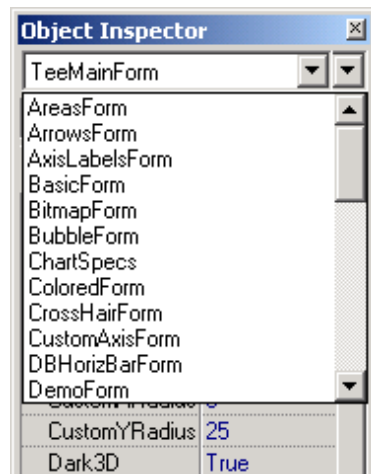 Object Inspector
TeeMainForm
AreasForm
ArrowsForm
AxisLabelsForm
BasicForm
BitmapForm
BubbleForm
ChartSpecs
ColoredForm
CrossHairForm
CustomAxisForm
DBHorizBarForm
DemoForm
CustomYRadius 25
Dark3D True